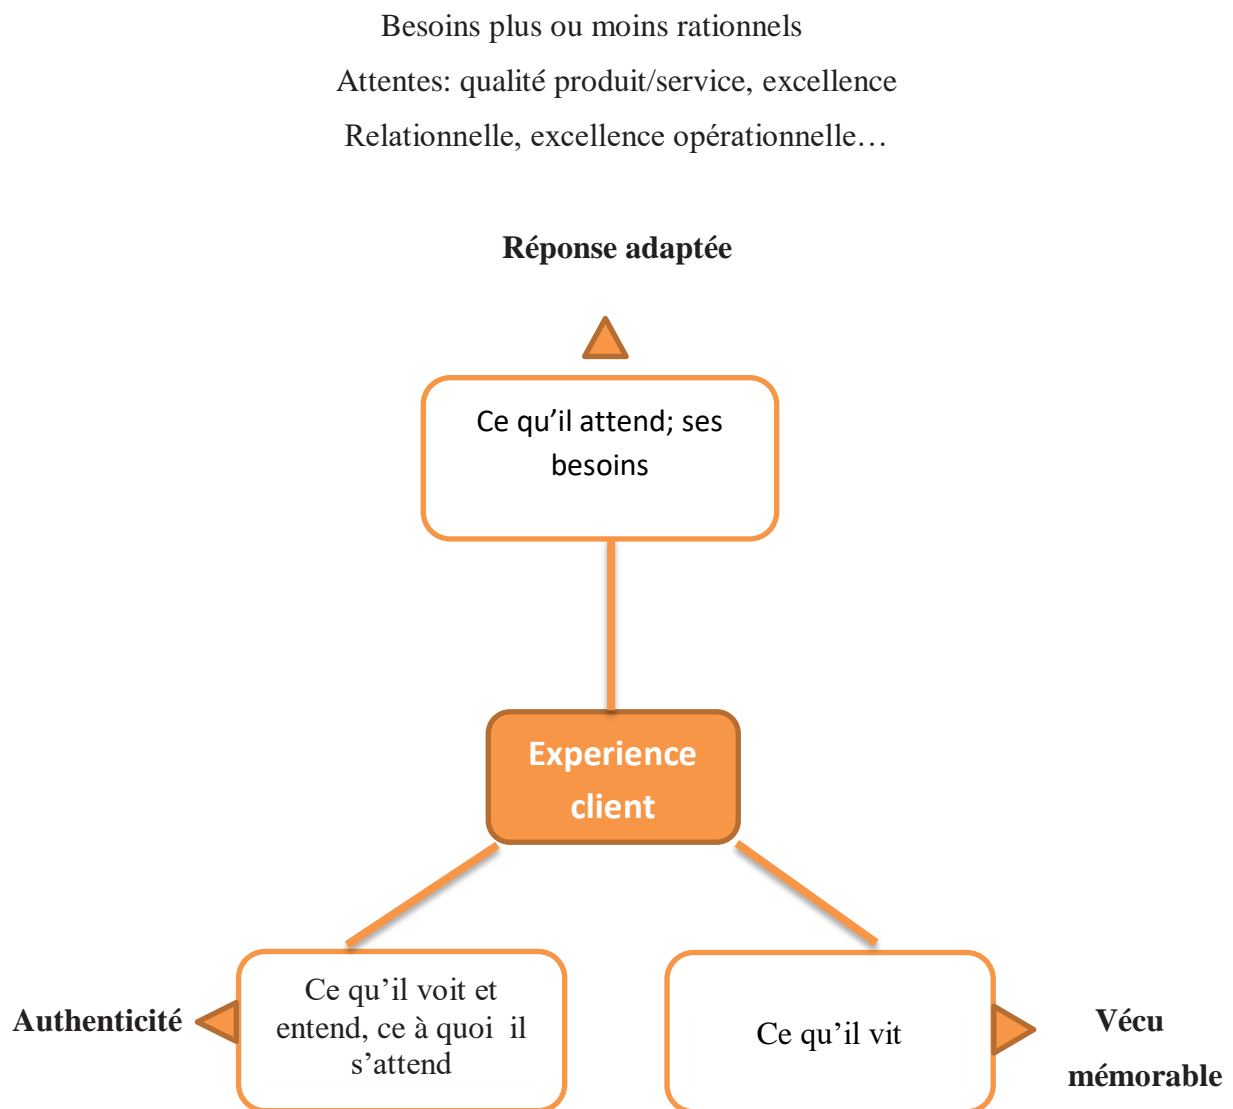 Besoins plus ou moins rationnels
Attentes: qualité produit/service, excellence
Relationnelle, excellence opérationnelle…
Réponse adaptée
Ce qu’il attend; ses
besoins
Experience
client
Authenticité
Ce qu’il voit et
entend, ce à quoi il
s’attend
Ce qu’il vit
Vécu
mémorable